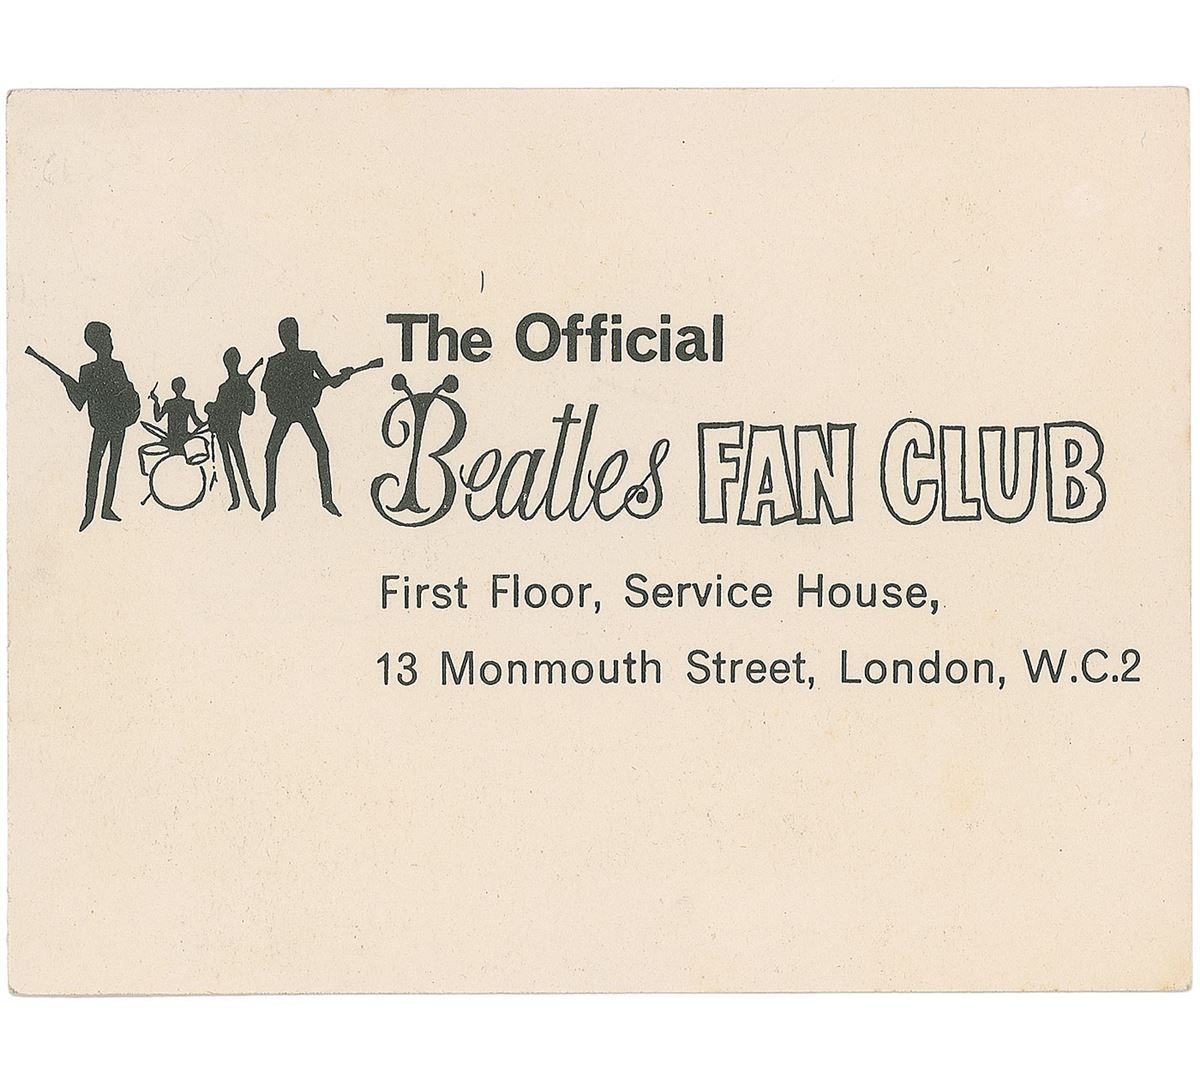 The Official
Beatles FAN CLUB
First Floor, Service House,
13 Monmouth Street, London, W.C.2